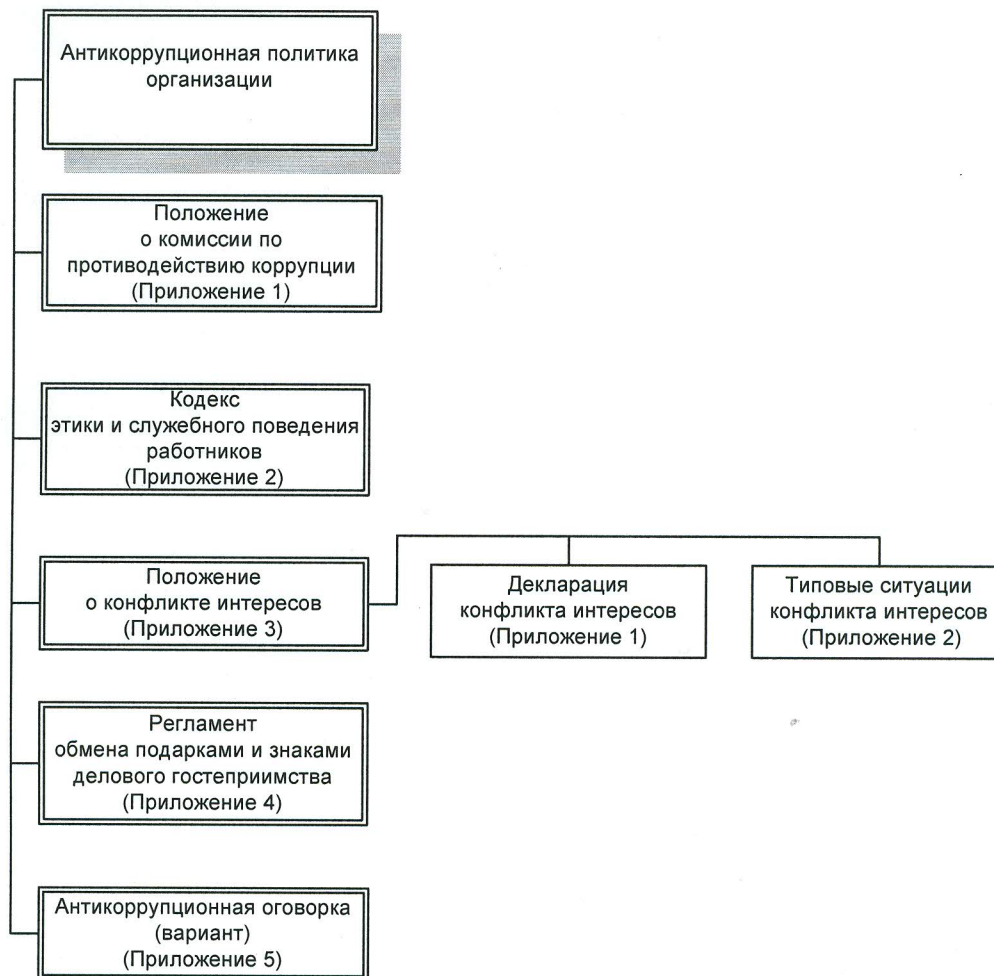 Антикоррупционная политика
организации
Положение
о комиссии по
противодействию коррупции
(Приложение 1)
Кодекс
этики и служебного поведения
работников
(Приложение 2)
Положение
о конфликте интересов
(Приложение 3)
Декларация
конфликта интересов
(Приложение 1)
Типовые ситуации
конфликта интересов
(Приложение 2)
Регламент
обмена подарками и знаками
делового гостеприимства
(Приложение 4)
Антикоррупционная оговорка
(вариант)
(Приложение 5)